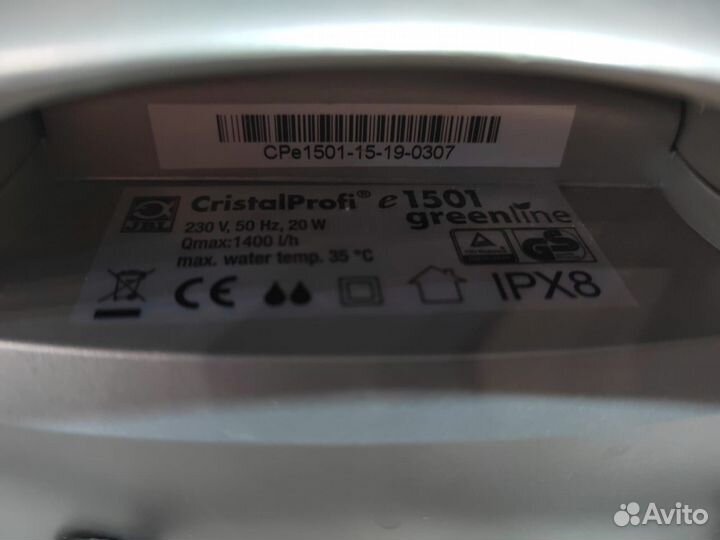 CPe1501-15-19-0307
JBL
CristalProfi® e1501
greenline
230 V, 50 Hz, 20 W
Qmax:1400 l/h
max. water temp. 35 °C
CE
IPX8
Avito